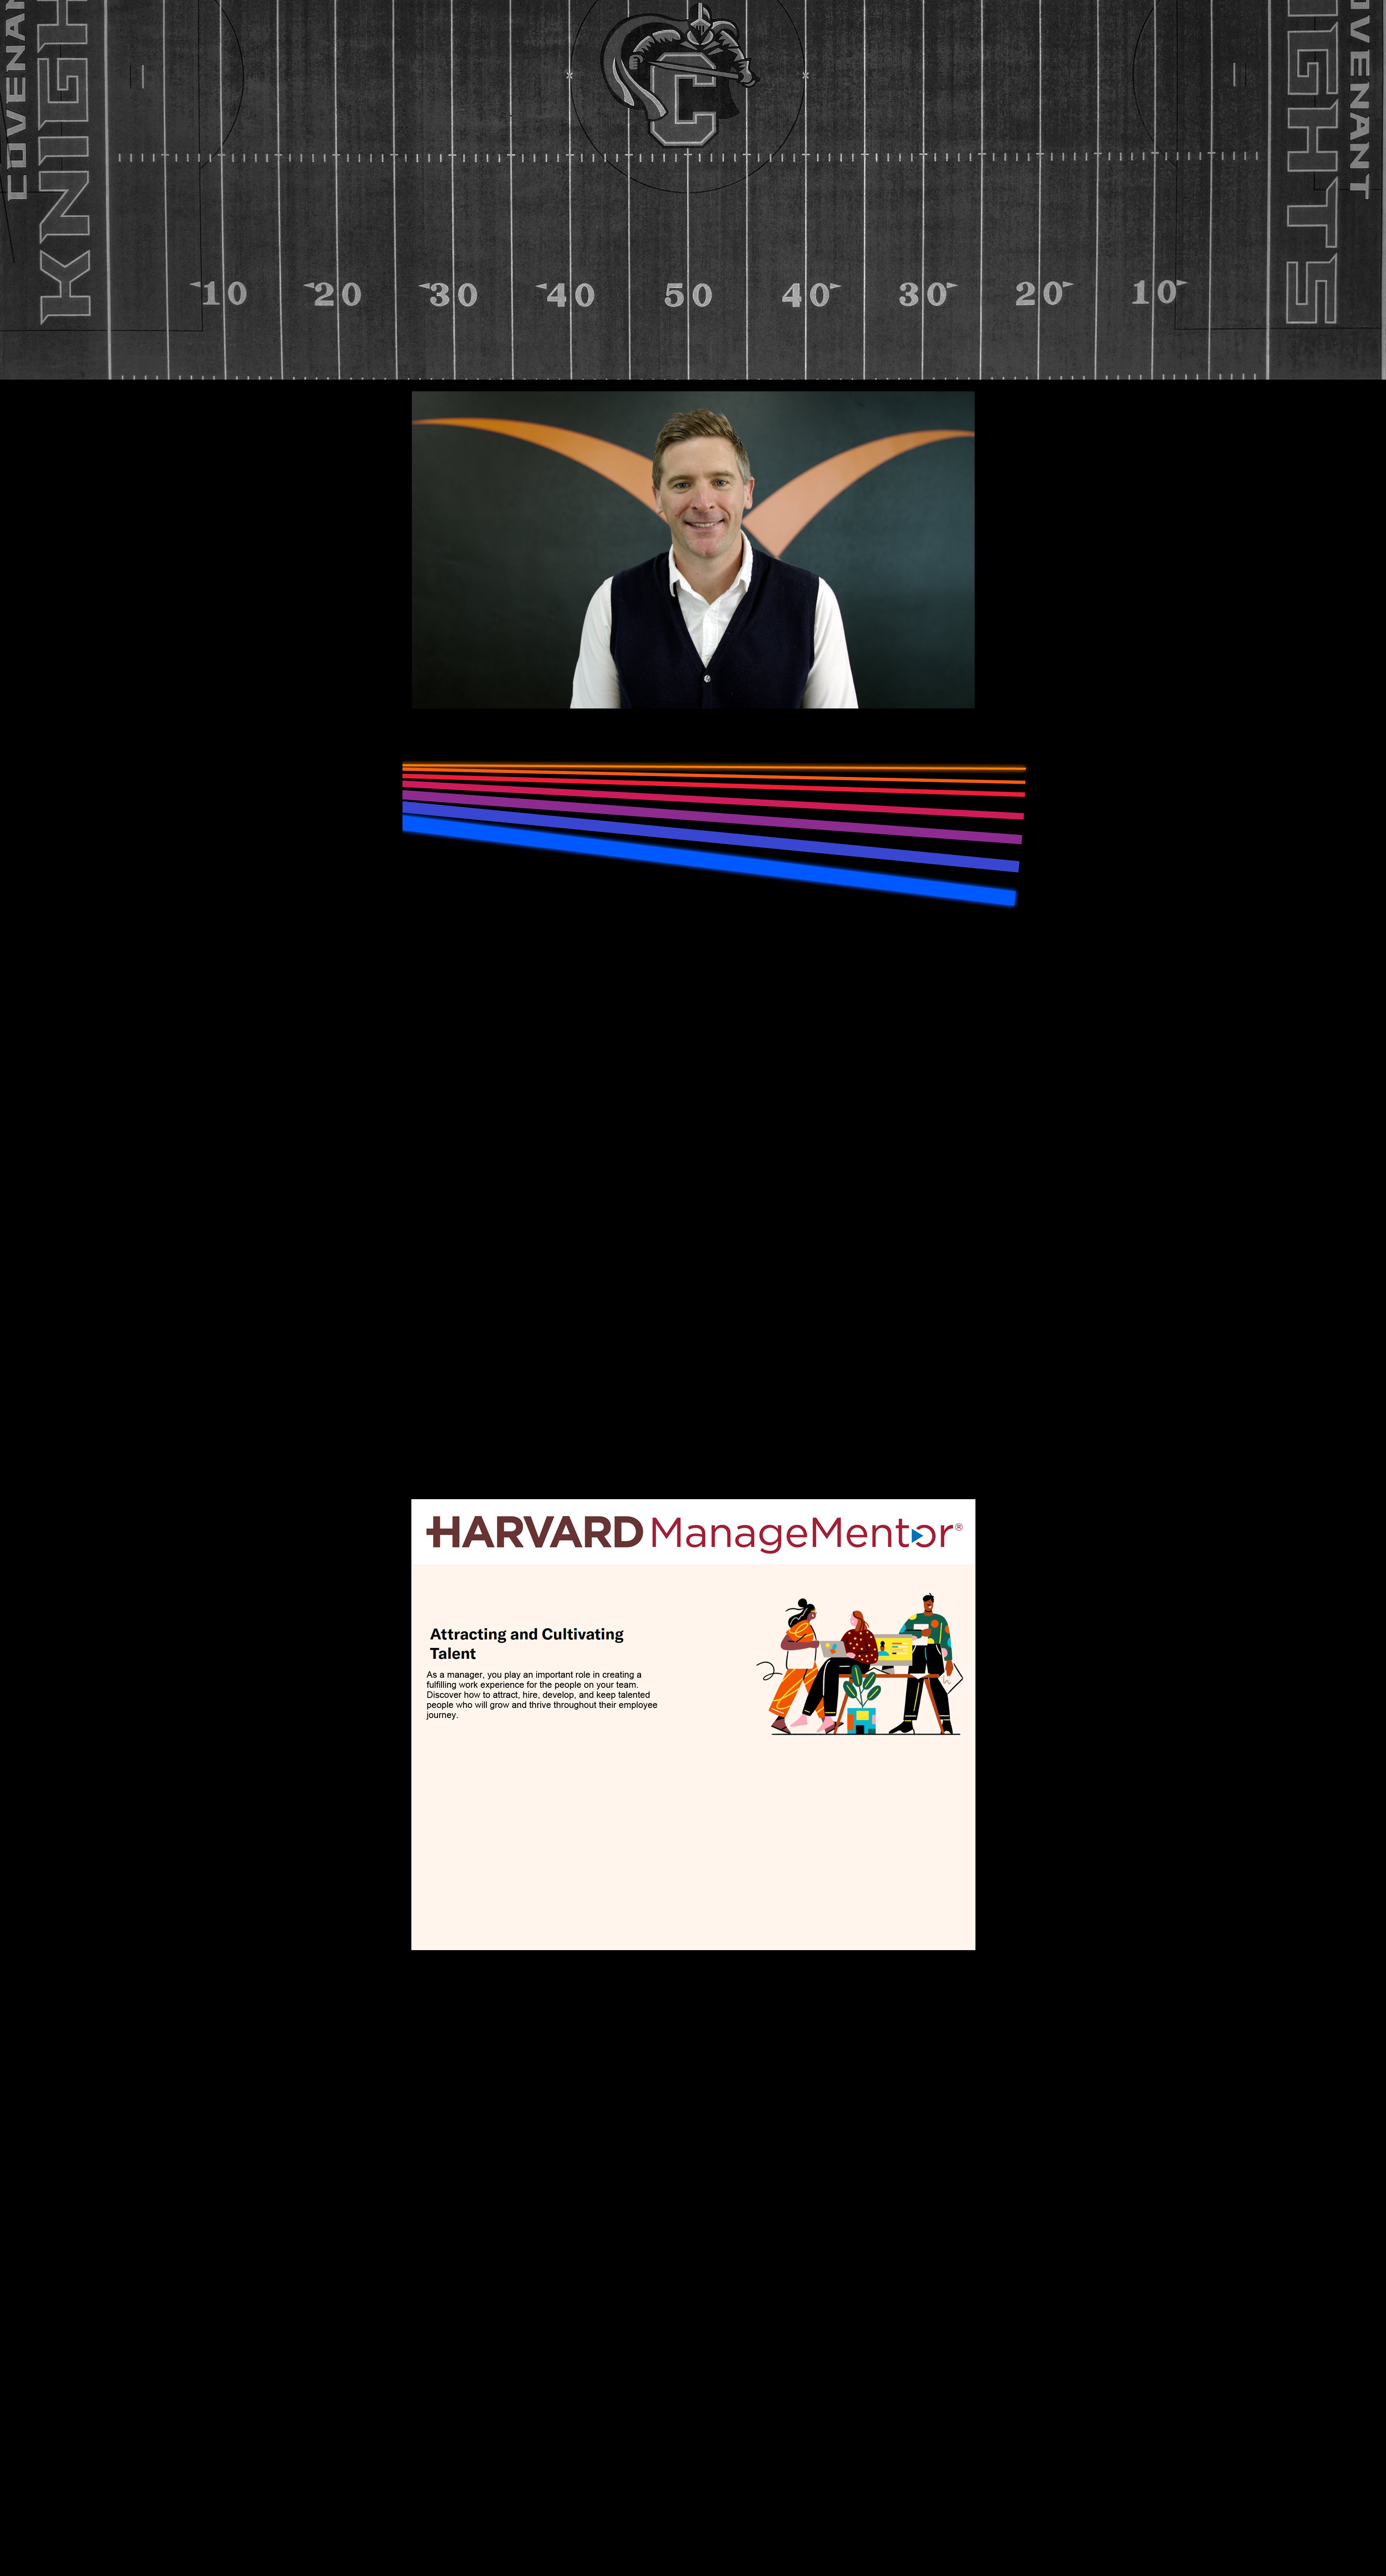 COVENAN
KNIGH
C
IGHTS
OVENANT
10 20 30 40 50 40 30 20 10
HARVARD ManageMentor®
Attracting and Cultivating
Talent
As a manager, you play an important role in creating a
fulfilling work experience for the people on your team.
Discover how to attract, hire, develop, and keep talented
people who will grow and thrive throughout their employee
journey.